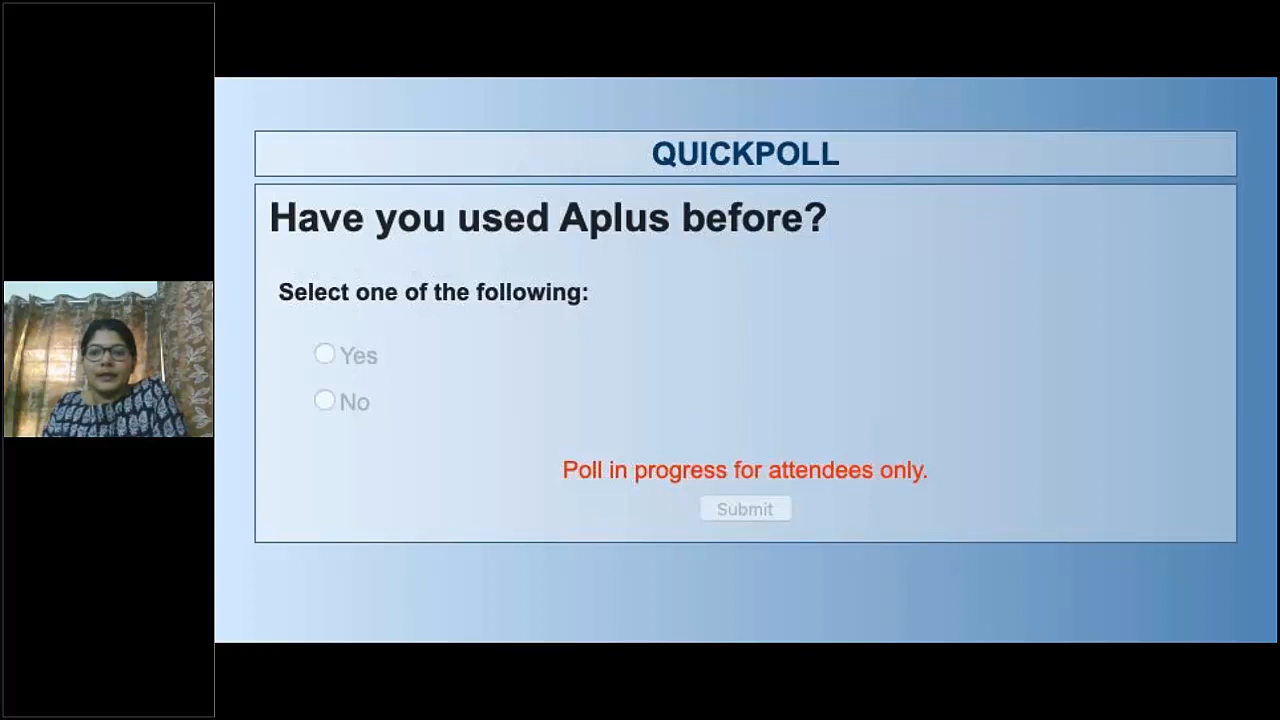 QUICKPOLL
Have you used Aplus before?
Select one of the following:
Yes
No
Poll in progress for attendees only.
Submit